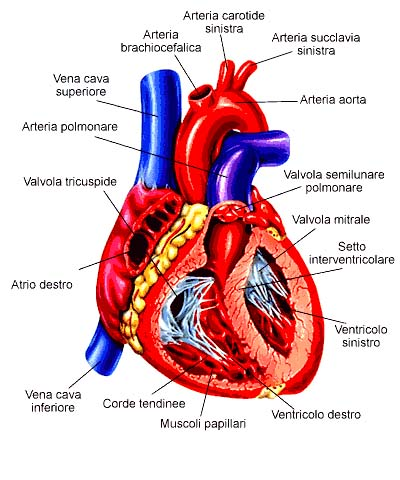 Arteria carotide
sinistra
Arteria
brachiocefalica
Arteria succlavia
sinistra
Vena cava
superiore
Arteria aorta
Arteria polmonare
Valvola tricuspide
Valvola semilunare
polmonare
Valvola mitrale
Setto
interventricolare
Atrio destro
Ventricolo
sinistro
Vena cava
inferiore
Corde tendinee
Muscoli papillari
Ventricolo destro